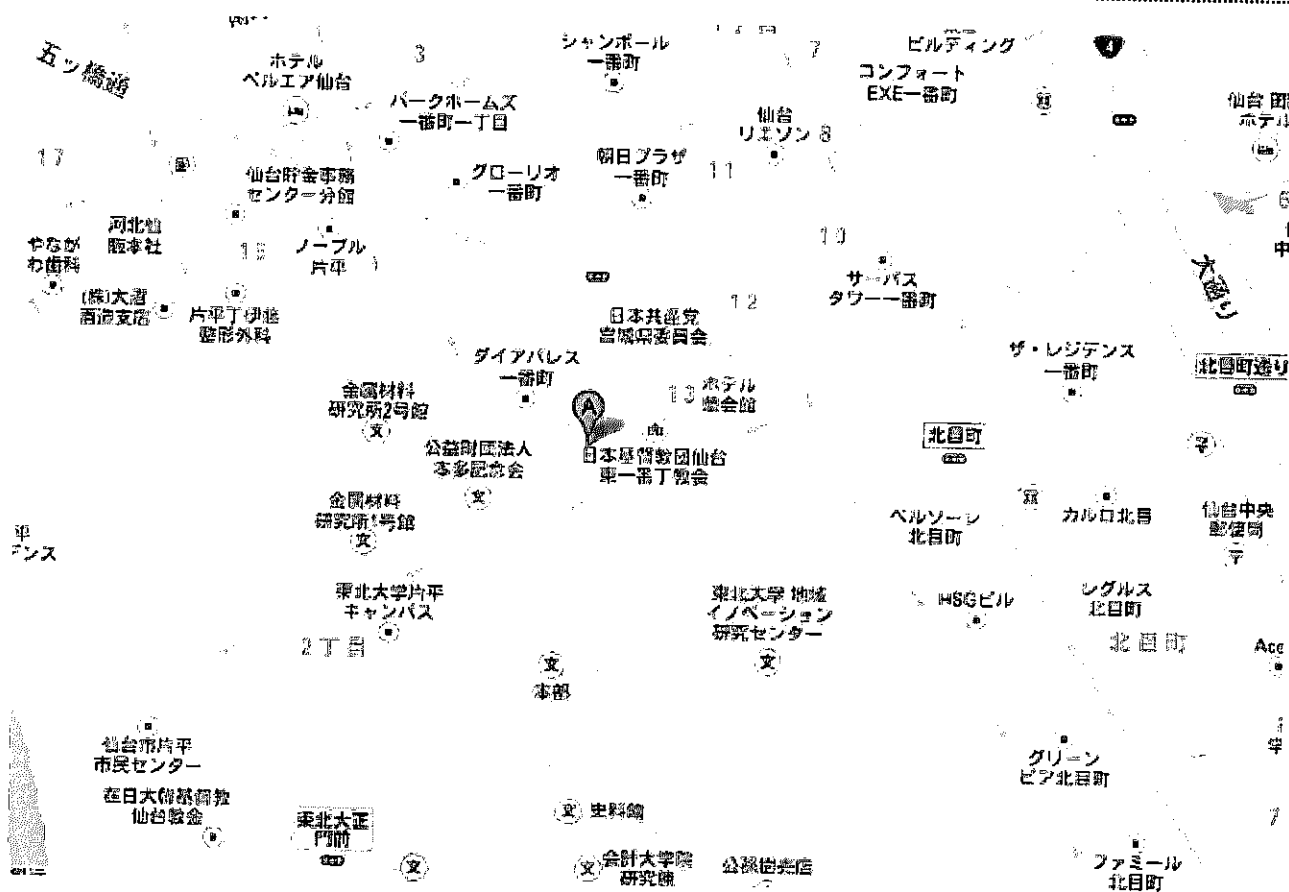 五ッ橋通
ホテル
ベルエア仙台
3
シャンボール
一番町
7
ビルディング
4
コンフォート
EXE一番町
パークホームズ
一番町一丁目
仙台
リエゾン
8
ホテル
17
仙台貯金事務
センター分館
グローリオ
一番町
朝日プラザ
一番町
11
6
中
やなが
わ歯科
河北仙
販本社
ノーブル
片平
10
サーパス
タワー一番町
大通り
(株)大沼
酒造支店
片平丁伊藤
整形外科
日本共産党
宮城県委員会
12
ダイアパレス
一番町
ザ・レジデンス
一番町
北目町通り
金属材料
研究所2号館
文
A
13
ホテル
公益財団法人
本多記念会
文
日本基督教団仙台
東一番丁教会
北目町
金属材料
研究所1号館
文
ベルソーレ
北目町
カルロ北目
仙台中央
郵便局
〒
東北大学片平
キャンパス
東北大学 地域
イノベーション
研究センター
文
HSGビル
レグルス
北目町
2丁目
北目町
文
本部
仙台市片平
市民センター
グリーン
ピア北目町
在日大韓基督教
仙台教会
東北大正
門前
文
文 史料館
文 会計大学院
研究棟
ファミール
北目町